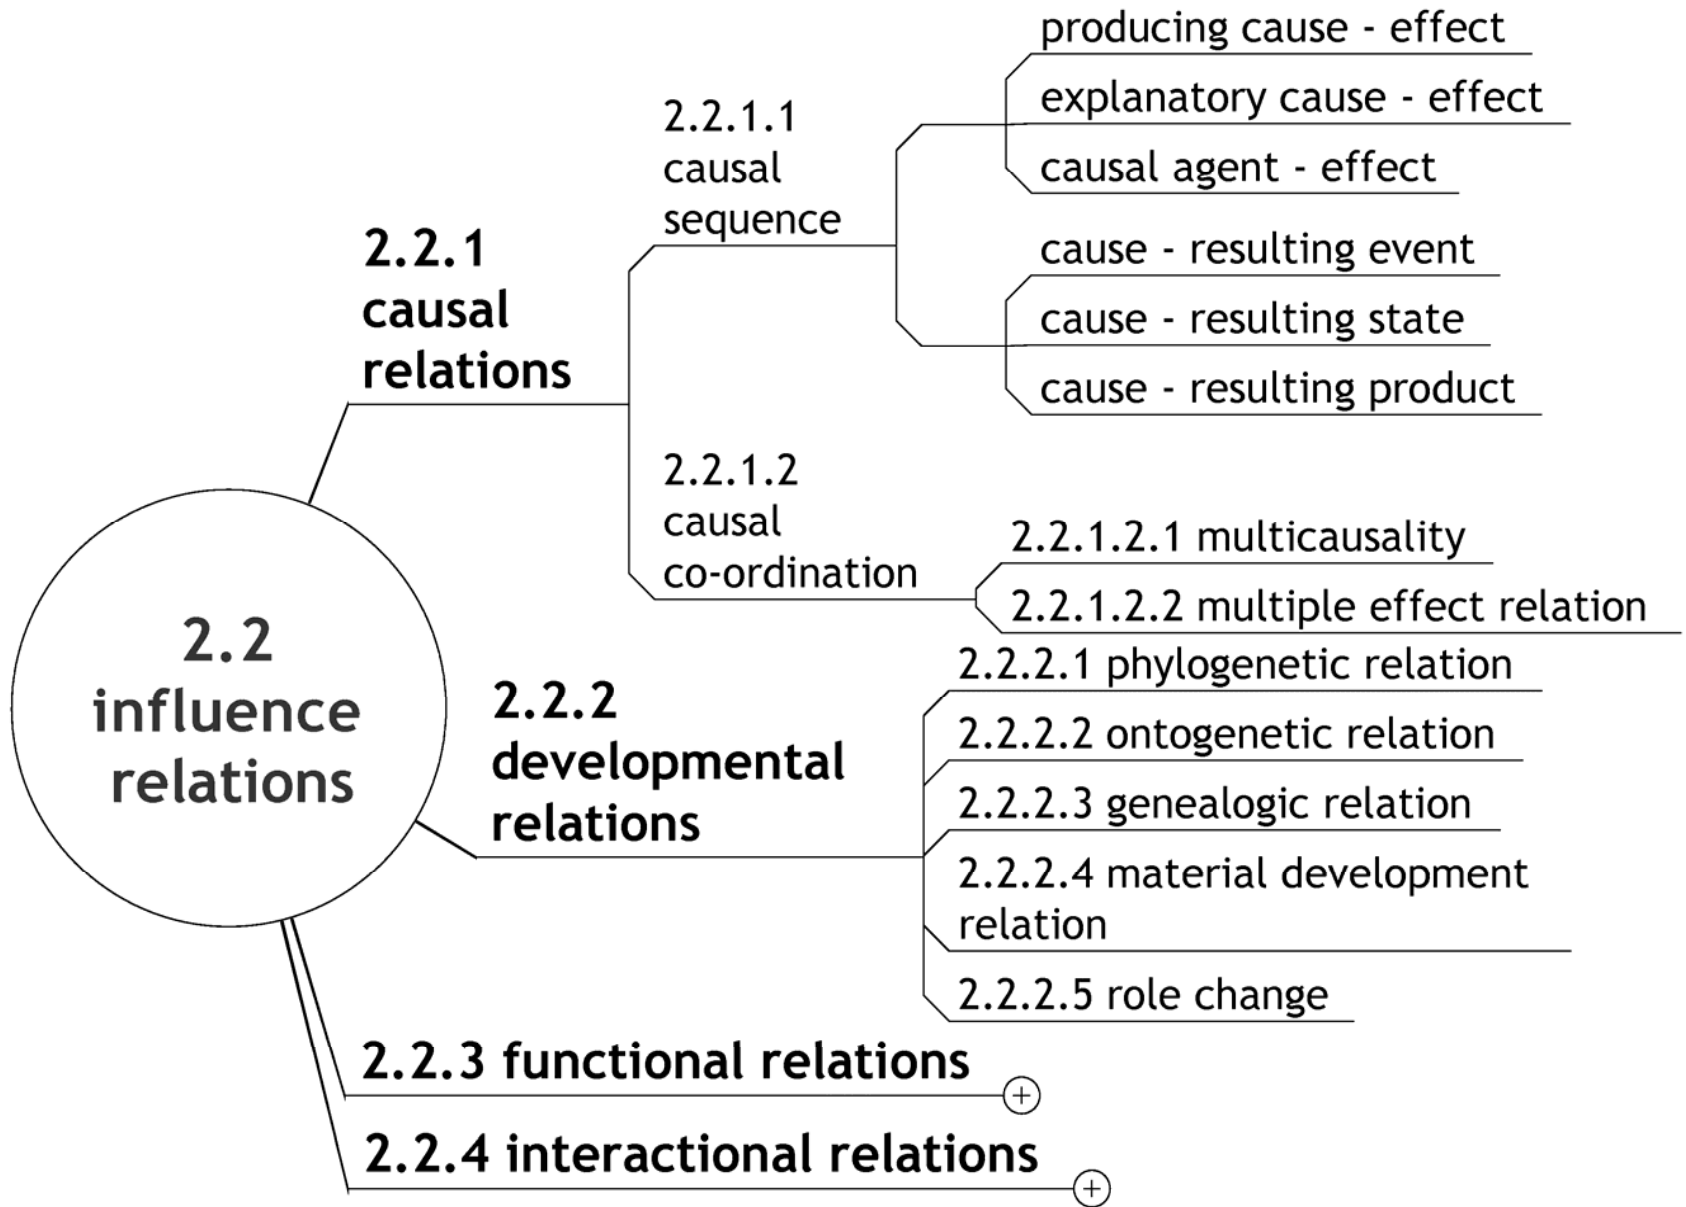 2.2
influence
relations
2.2.1
causal
relations
2.2.1.1
causal
sequence
producing cause - effect
explanatory cause - effect
causal agent - effect
cause - resulting event
cause - resulting state
cause - resulting product
2.2.1.2
causal
co-ordination
2.2.1.2.1 multicausality
2.2.1.2.2 multiple effect relation
2.2.2
developmental
relations
2.2.2.1 phylogenetic relation
2.2.2.2 ontogenetic relation
2.2.2.3 genealogic relation
2.2.2.4 material development
relation
2.2.2.5 role change
2.2.3 functional relations
2.2.4 interactional relations